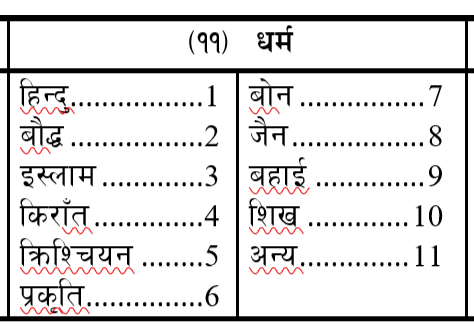 (११) धर्म
हिन्दु.................1
बौद्ध .................2
इस्लाम .............3
किराँत..............4
क्रिश्चियन ........5
प्रकृति...............6
बोन ................7
जैन..................8
बहाई ..............9
शिख .............10
अन्य..............11